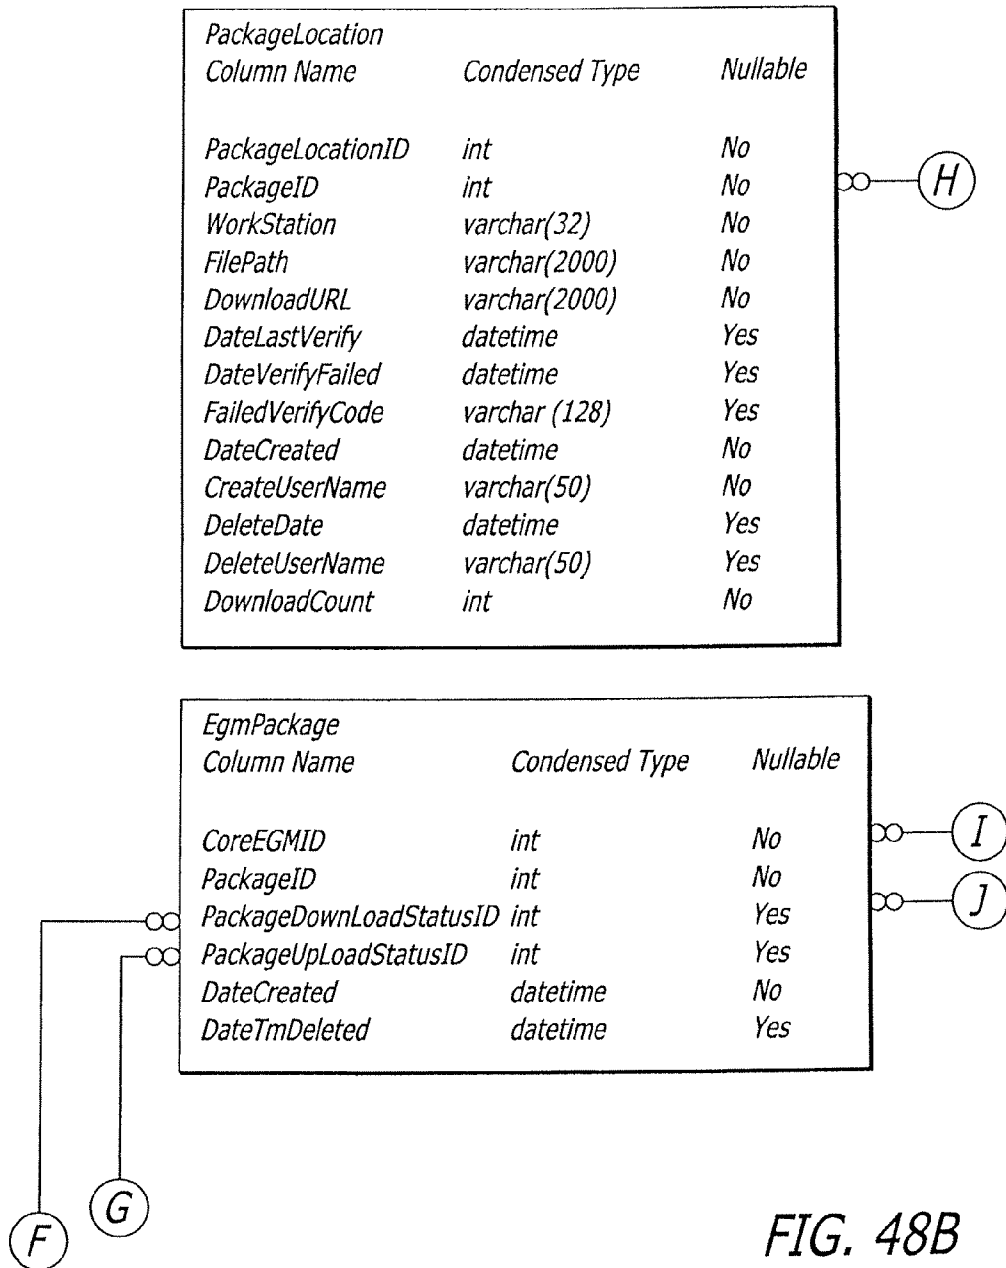 PackageLocation
Column Name Condensed Type Nullable
PackageLocationID int No
PackageID int No
WorkStation varchar(32) No
FilePath varchar(2000) No
DownloadURL varchar(2000) No
DateLastVerify datetime Yes
DateVerifyFailed datetime Yes
FailedVerifyCode varchar (128) Yes
DateCreated datetime No
CreateUserName varchar(50) No
DeleteDate datetime Yes
DeleteUserName varchar(50) Yes
DownloadCount int No
H
EgmPackage
Column Name Condensed Type Nullable
CoreEGMID int No
PackageID int No
PackageDownLoadStatusID int Yes
PackageUpLoadStatusID int Yes
DateCreated datetime No
DateTmDeleted datetime Yes
I
J
G
F
FIG. 48B